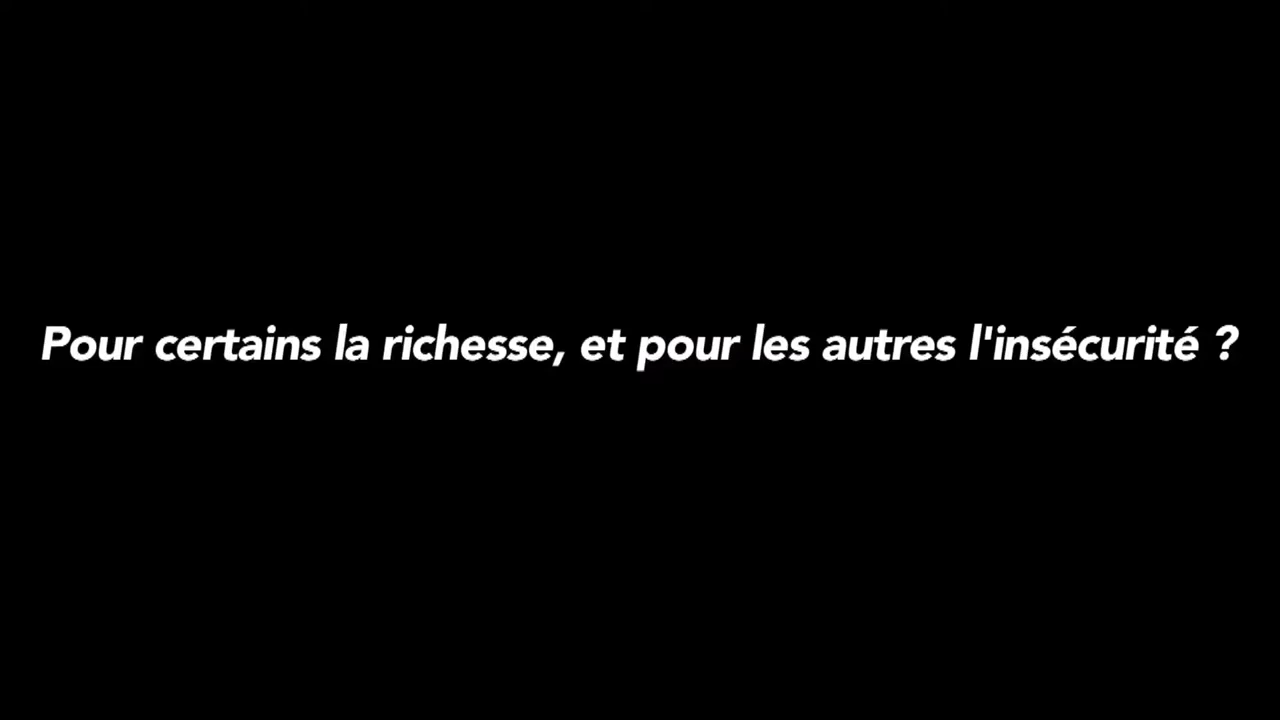 Pour certains la richesse, et pour les autres l'insécurité ?